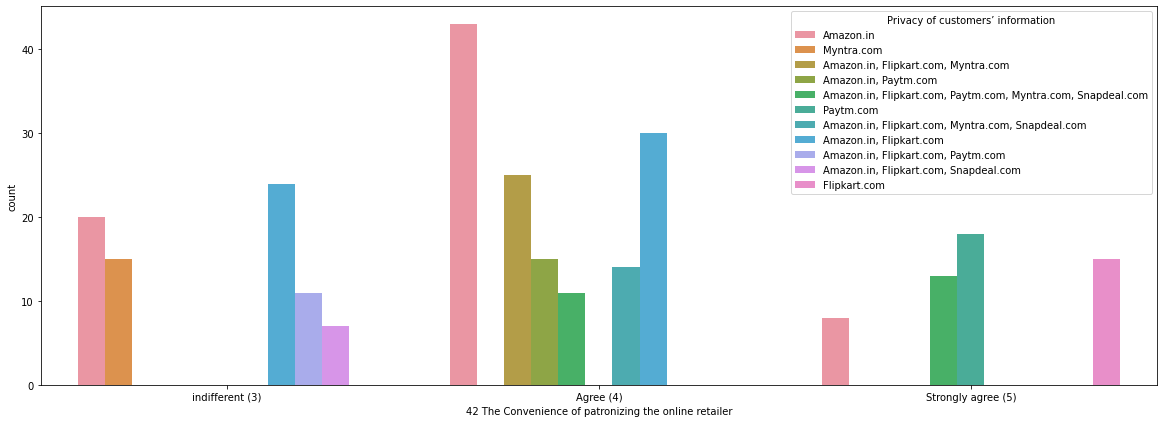 Privacy of customers’ information
Amazon.in
Myntra.com
Amazon.in, Flipkart.com, Myntra.com
Amazon.in, Paytm.com
Amazon.in, Flipkart.com, Paytm.com, Myntra.com, Snapdeal.com
Paytm.com
Amazon.in, Flipkart.com, Myntra.com, Snapdeal.com
Amazon.in, Flipkart.com
Amazon.in, Flipkart.com, Paytm.com
Amazon.in, Flipkart.com, Snapdeal.com
Flipkart.com
40
30
20
10
0
count
indifferent (3)
Agree (4)
Strongly agree (5)
42 The Convenience of patronizing the online retailer